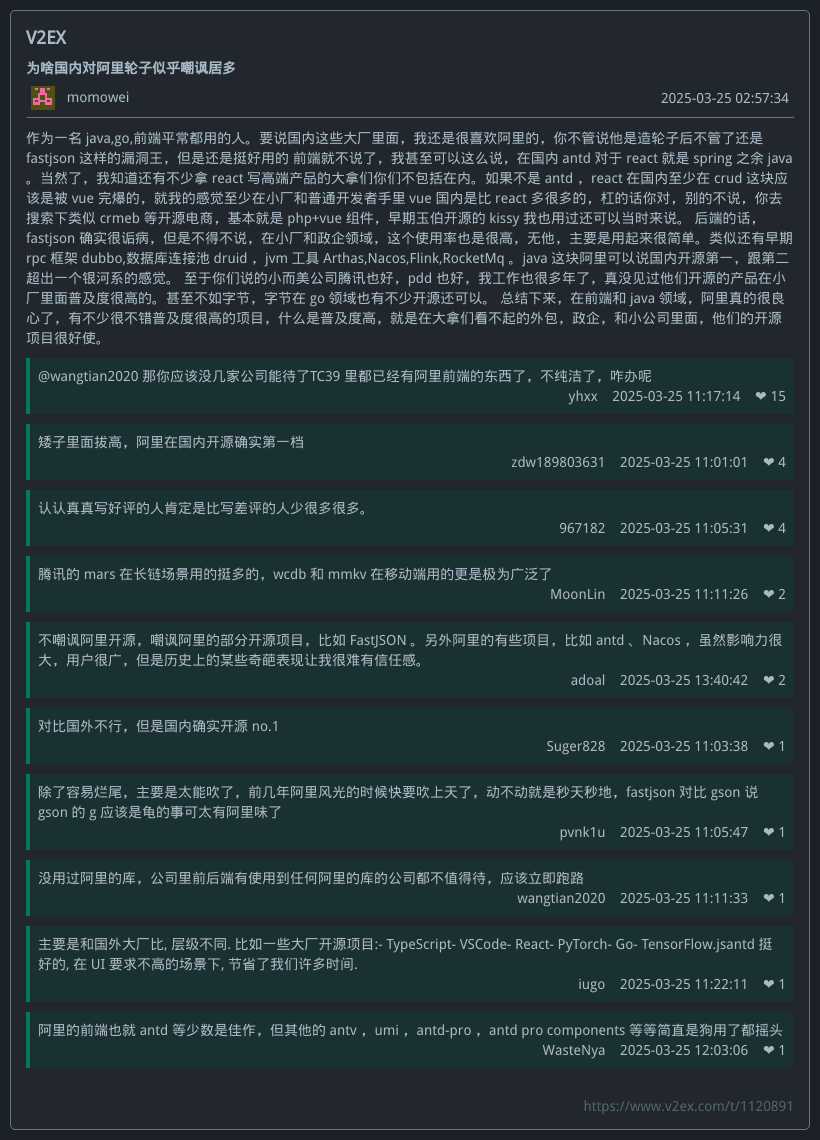 V2EX
为啥国内对阿里轮子似乎嘲讽居多
momowei 2025-03-25 02:57:34
作为一名 java,go,前端平常都用的人。要说国内这些大厂里面，我还是很喜欢阿里的，你不管说他是造轮子后不管了还是
fastjson 这样的漏洞王，但是还是挺好用的 前端就不说了，我甚至可以这么说，在国内 antd 对于 react 就是 spring 之余 java
。当然了，我知道还有不少拿 react 写高端产品的大拿们你们不包括在内。如果不是 antd ，react 在国内至少在 crud 这块应
该是被 vue 完爆的，就我的感觉至少在小厂和普通开发者手里 vue 国内是比 react 多很多的，杠的话你对，别的不说，你去
搜索下类似 crmeb 等开源电商，基本就是 php+vue 组件，早期玉伯开源的 kissy 我也用过还可以当时来说。 后端的话，
fastjson 确实很诟病，但是不得不说，在小厂和政企领域，这个使用率也是很高，无他，主要是用起来很简单。类似还有早期
rpc 框架 dubbo,数据库连接池 druid ，jvm 工具 Arthas,Nacos,Flink,RocketMq 。java 这块阿里可以说国内开源第一，跟第二
超出一个银河系的感觉。 至于你们说的小而美公司腾讯也好，pdd 也好，我工作也很多年了，真没见过他们开源的产品在小
厂里面普及度很高的。甚至不如字节，字节在 go 领域也有不少开源还可以。 总结下来，在前端和 java 领域，阿里真的很良
心了，有不少很不错普及度很高的项目，什么是普及度高，就是在大拿们看不起的外包，政企，和小公司里面，他们的开源
项目很好使。
@wangtian2020 那你应该没几家公司能待了TC39 里都已经有阿里前端的东西了，不纯洁了，咋办呢
yhxx 2025-03-25 11:17:14 ❤ 15
矮子里面拔高，阿里在国内开源确实第一档
zdw189803631 2025-03-25 11:01:01 ❤ 4
认认真真写好评的人肯定是比写差评的人少很多很多。
967182 2025-03-25 11:05:31 ❤ 4
腾讯的 mars 在长链场景用的挺多的，wcdb 和 mmkv 在移动端用的更是极为广泛了
MoonLin 2025-03-25 11:11:26 ❤ 2
不嘲讽阿里开源，嘲讽阿里的部分开源项目，比如 FastJSON 。另外阿里的有些项目，比如 antd 、Nacos ，虽然影响力很
大，用户很广，但是历史上的某些奇葩表现让我很难有信任感。
adoal 2025-03-25 13:40:42 ❤ 2
对比国外不行，但是国内确实开源 no.1
Suger828 2025-03-25 11:03:38 ❤ 1
除了容易烂尾，主要是太能吹了，前几年阿里风光的时候快要吹上天了，动不动就是秒天秒地，fastjson 对比 gson 说
gson 的 g 应该是龟的事可太有阿里味了
pvnk1u 2025-03-25 11:05:47 ❤ 1
没用过阿里的库，公司里前后端有使用到任何阿里的库的公司都不值得待，应该立即跑路
wangtian2020 2025-03-25 11:11:33 ❤ 1
主要是和国外大厂比, 层级不同. 比如一些大厂开源项目:- TypeScript- VSCode- React- PyTorch- Go- TensorFlow.jsantd 挺
好的, 在 UI 要求不高的场景下, 节省了我们许多时间.
iugo 2025-03-25 11:22:11 ❤ 1
阿里的前端也就 antd 等少数是佳作，但其他的 antv ，umi ，antd-pro ，antd pro components 等等简直是狗用了都摇头
WasteNya 2025-03-25 12:03:06 ❤ 1
https://www.v2ex.com/t/1120891